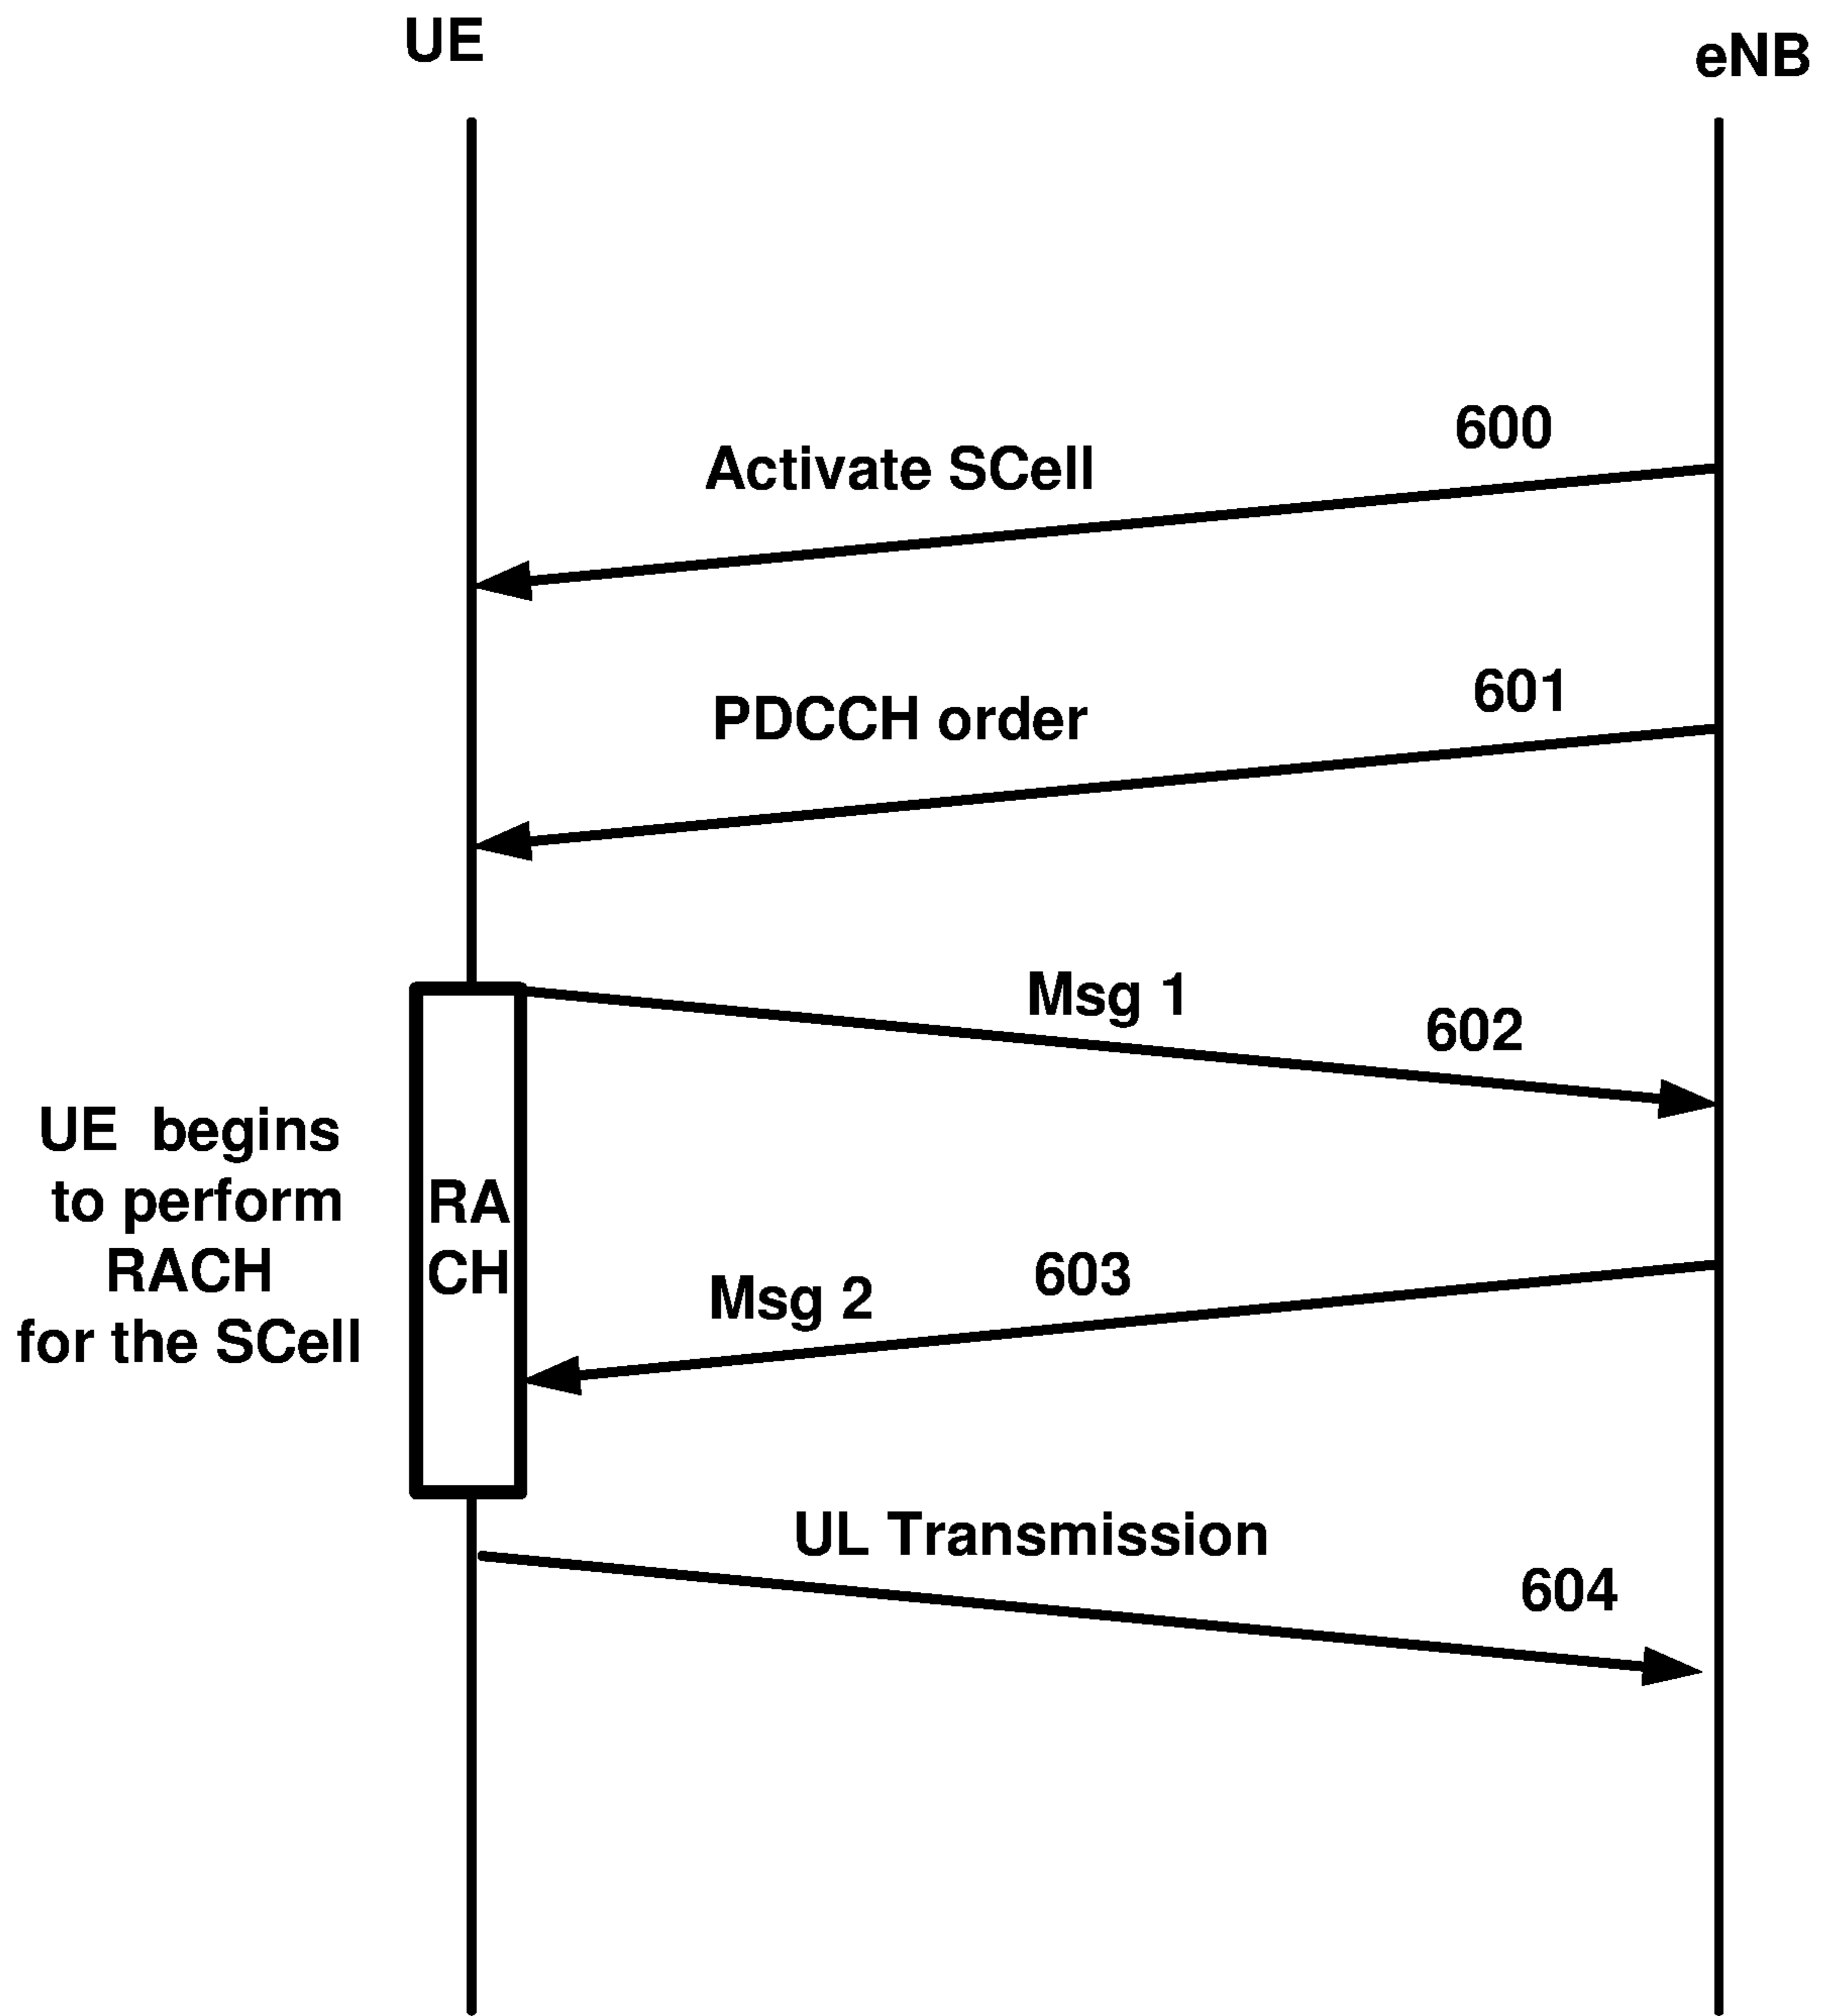 UE
eNB
600
Activate SCell
601
PDCCH order
Msg 1
602
UE begins
to perform
RACH
for the SCell
RA
CH
603
Msg 2
UL Transmission
604